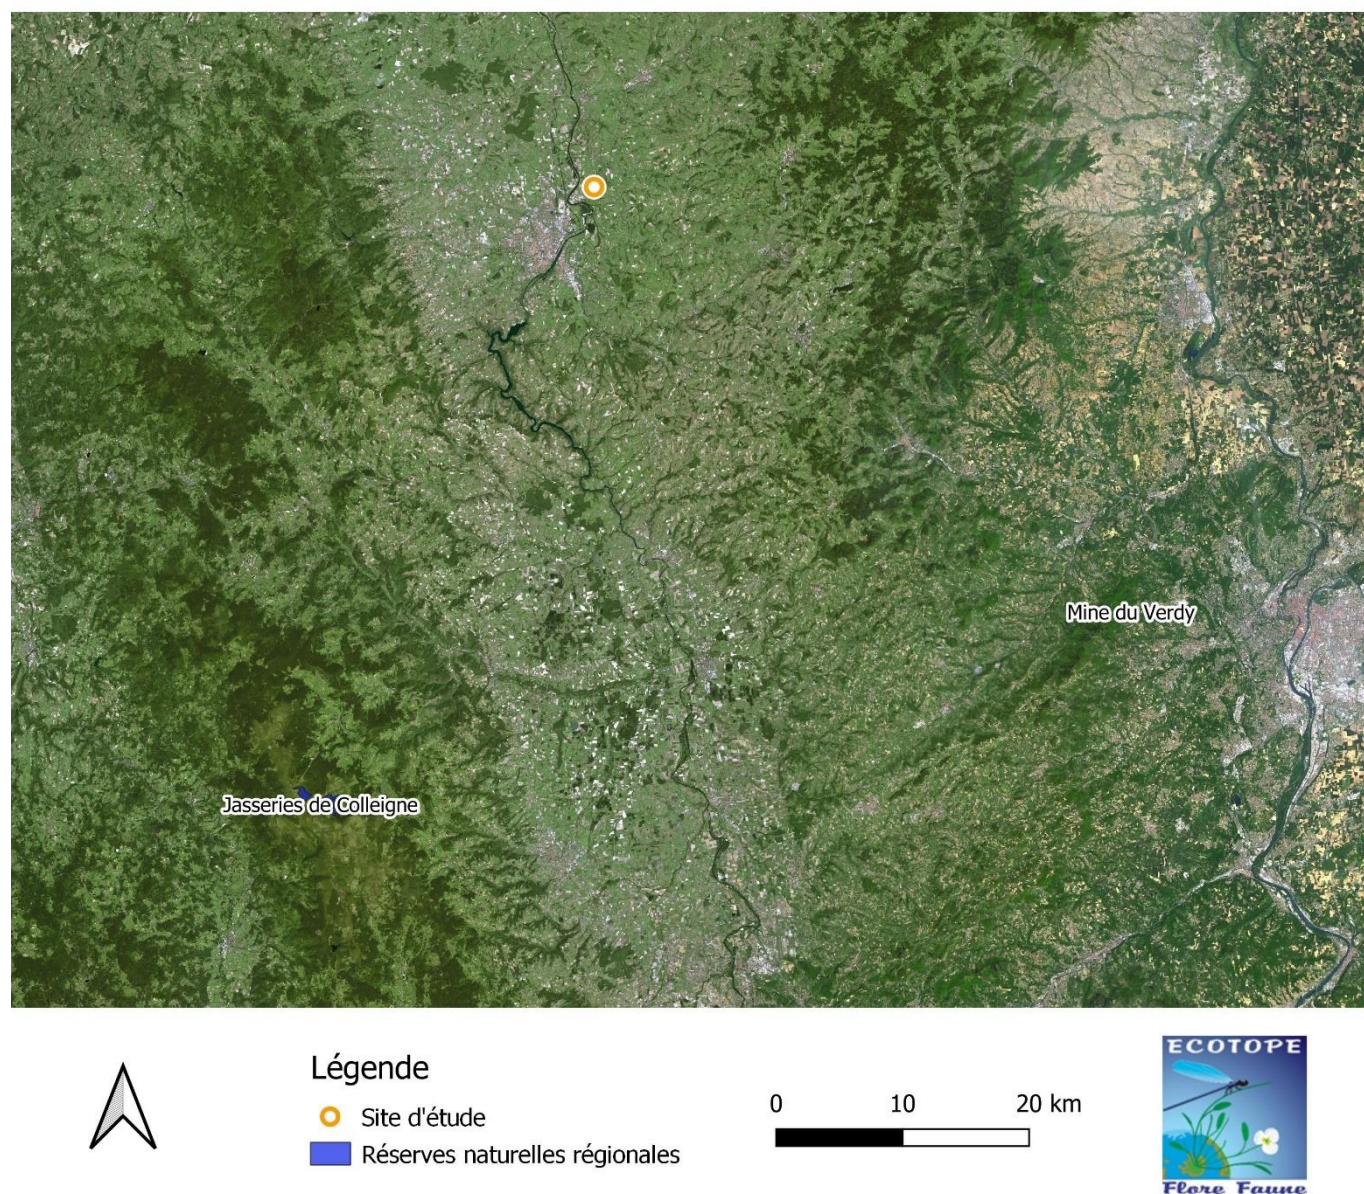 Mine du Verdy
Jasseries de Colleigne
Légende
Site d'étude
Réserves naturelles régionales
0 10 20 km
ECOTOPE
Flore Faune